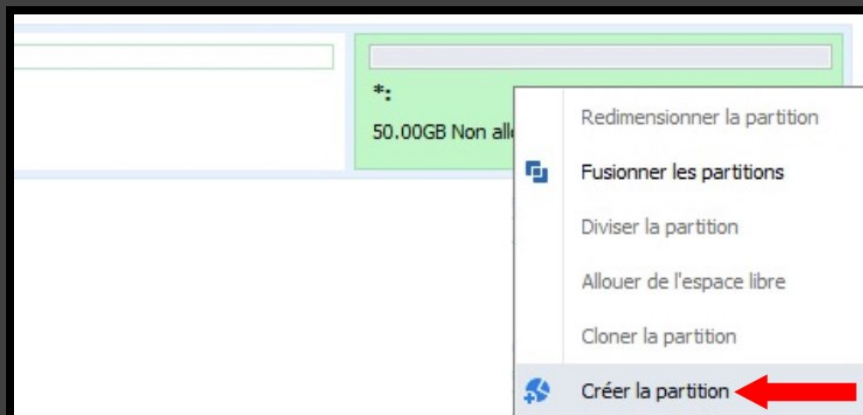 *:
50.00GB Non all
Redimensionner la partition
Fusionner les partitions
Diviser la partition
Allouer de l'espace libre
Cloner la partition
Créer la partition